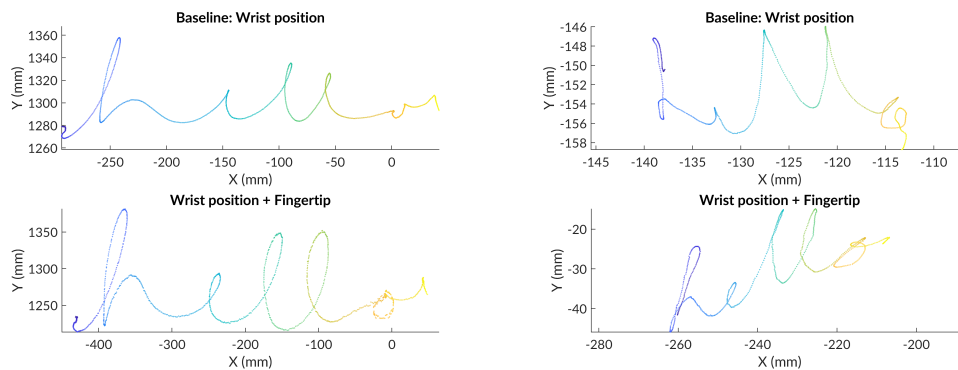 Baseline: Wrist position
Y (mm)
1360
1340
1320
1300
1280
1260
-250 -200 -150 -100 -50 0
X (mm)
Baseline: Wrist position
Y (mm)
-146
-148
-150
-152
-154
-156
-158
-145 -140 -135 -130 -125 -120 -115 -110
X (mm)
Wrist position + Fingertip
Y (mm)
1350
1300
1250
-400 -300 -200 -100 0
X (mm)
Wrist position + Fingertip
Y (mm)
-20
-30
-40
-280 -260 -240 -220 -200
X (mm)
hello
hello